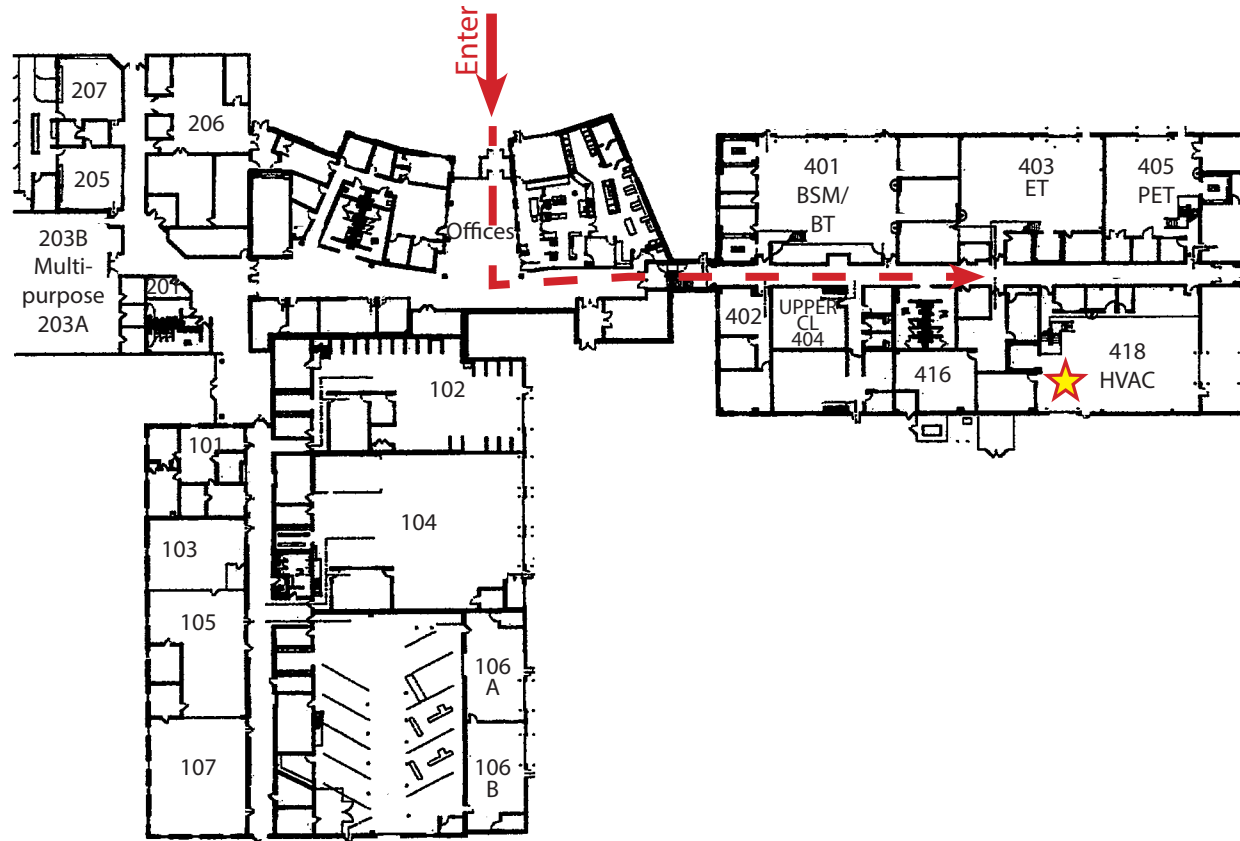 Enter
207
206
205
203B
Multi-
purpose
203A
204
Offices
401
BSM/
BT
403
ET
405
PET
402
UPPER
CL
404
416
418
HVAC
102
101
104
103
105
106
A
107
106
B